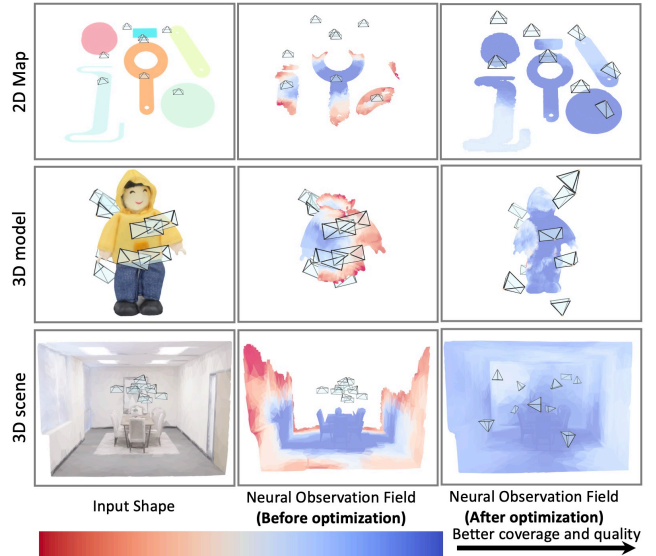 2D Map
3D model
3D scene
Input Shape
Neural Observation Field
(Before optimization)
Neural Observation Field
(After optimization)
Better coverage and quality